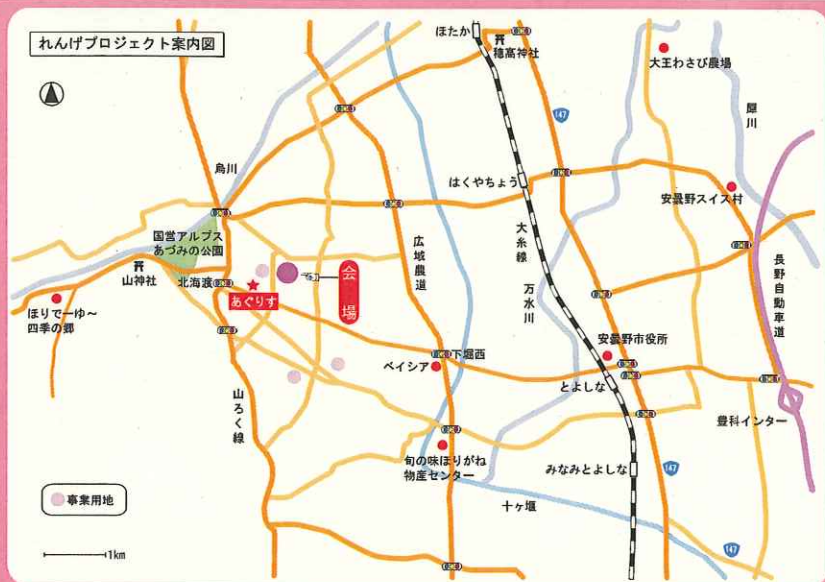 れんげプロジェクト案内図
ほたか
穂高神社
大王わさび農場
147
犀川
烏川
はくやちょう
安曇野スイス村
国営アルプス
あづみの公園
山神社
北海渡
あぐりす
会場
広域農道
大糸線
万水川
長野自動車道
ほりでーゆ～
四季の郷
安曇野市役所
下堀西
ベイシア
とよしな
山ろく線
豊科インター
旬の味ほりがね
物産センター
みなみとよしな
147
事業用地
十ヶ堰
147
1km